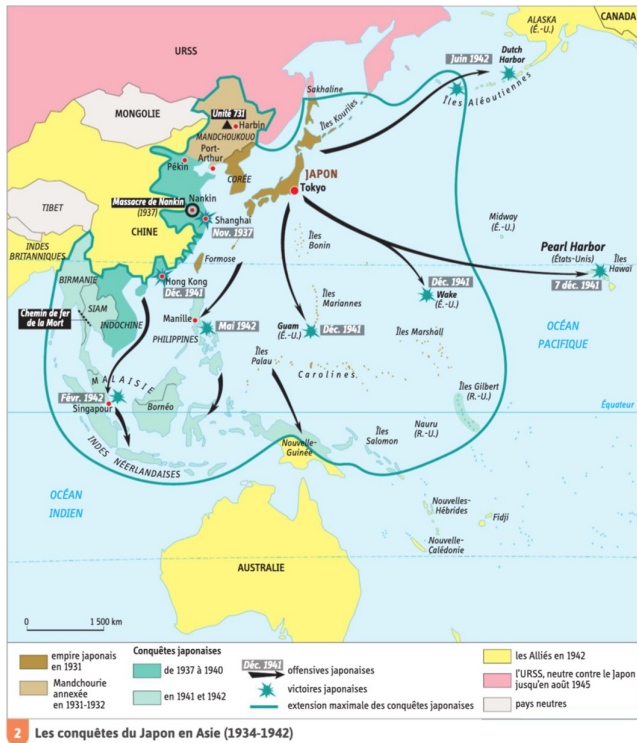 CANADA
ALASKA
(É.-U.)
Dutch
Harbor
Juin 1942
URSS
Îles Aléoutiennes
Sakhaline
Îles Kouriles
MONGOLIE
Unité 731
Harbin
MANDCHOUKOUO
Port-
Arthur
Pékin
CORÉE
JAPON
Tokyo
Massacre de Nankin
(1937)
Nankin
TIBET
CHINE
Shanghai
Nov. 1937
Midway
(É.-U.)
INDES
BRITANNIQUES
Îles
Bonin
Pearl Harbor
(États-Unis)
Îles
Hawaï
7 déc. 1941
Formose
BIRMANIE
Hong Kong
Déc. 1941
Déc. 1941
Wake
(É.-U.)
Îles
Mariannes
SIAM
Chemin de fer
de la Mort
INDOCHINE
Manille
Mai 1942
PHILIPPINES
Guam
(É.-U.)
Déc. 1941
Îles Marshall
OCÉAN
PACIFIQUE
Îles
Palau
Carolines
MALAISIE
Févr. 1942
Singapour
Bornéo
Îles Gilbert
(R.-U.)
Équateur
INDES NÉERLANDAISES
Nouvelle-
Guinée
Îles
Salomon
Nauru
(R.-U.)
OCÉAN
INDIEN
Nouvelles-
Hébrides
Fidji
Nouvelle-
Calédonie
AUSTRALIE
0 1 500 km
empire japonais
en 1931
Mandchourie
annexée
en 1931-1932
Conquêtes japonaises
de 1937 à 1940
en 1941 et 1942
Déc. 1941
offensives japonaises
victoires japonaises
extension maximale des conquêtes japonaises
les Alliés en 1942
l'URSS, neutre contre le Japon
jusqu'en août 1945
pays neutres
2 Les conquêtes du Japon en Asie (1934-1942)